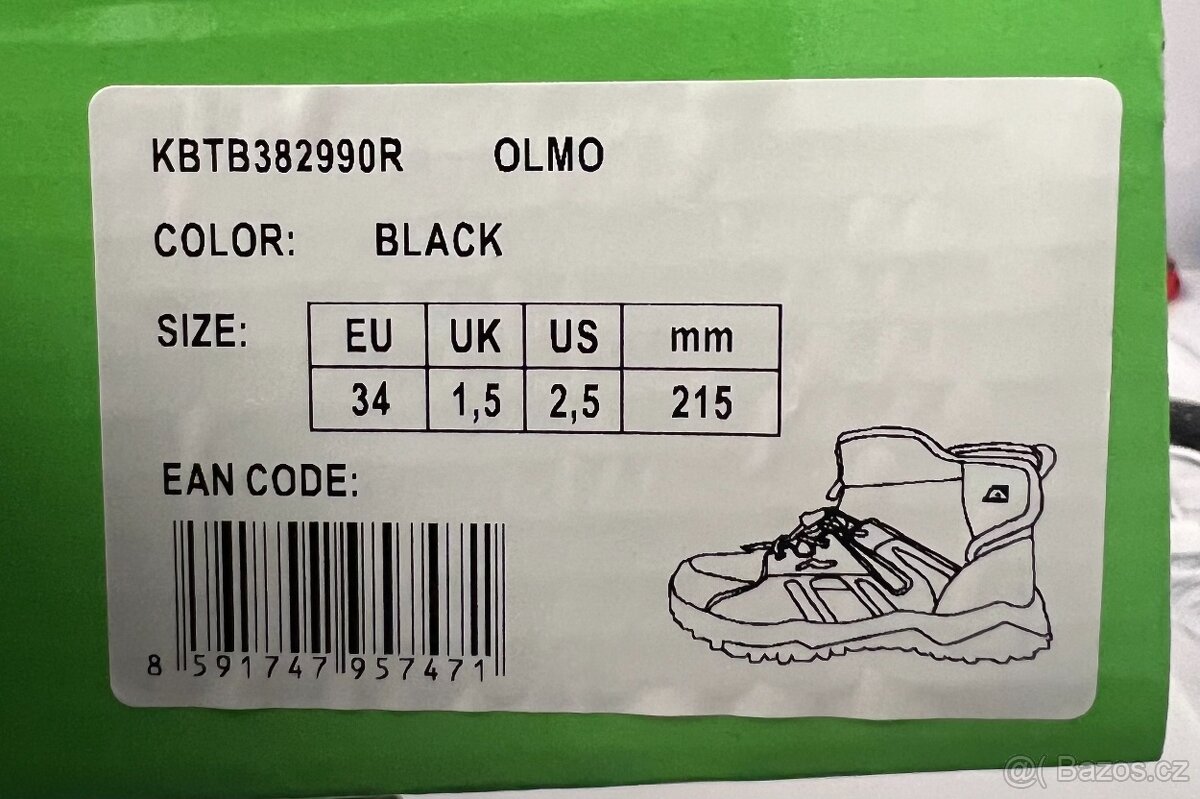 KBTB382990R OLMO
COLOR: BLACK
SIZE: EU UK US mm
34 1,5 2,5 215
EAN CODE:
8 591747 957471
@( Bazos.cz